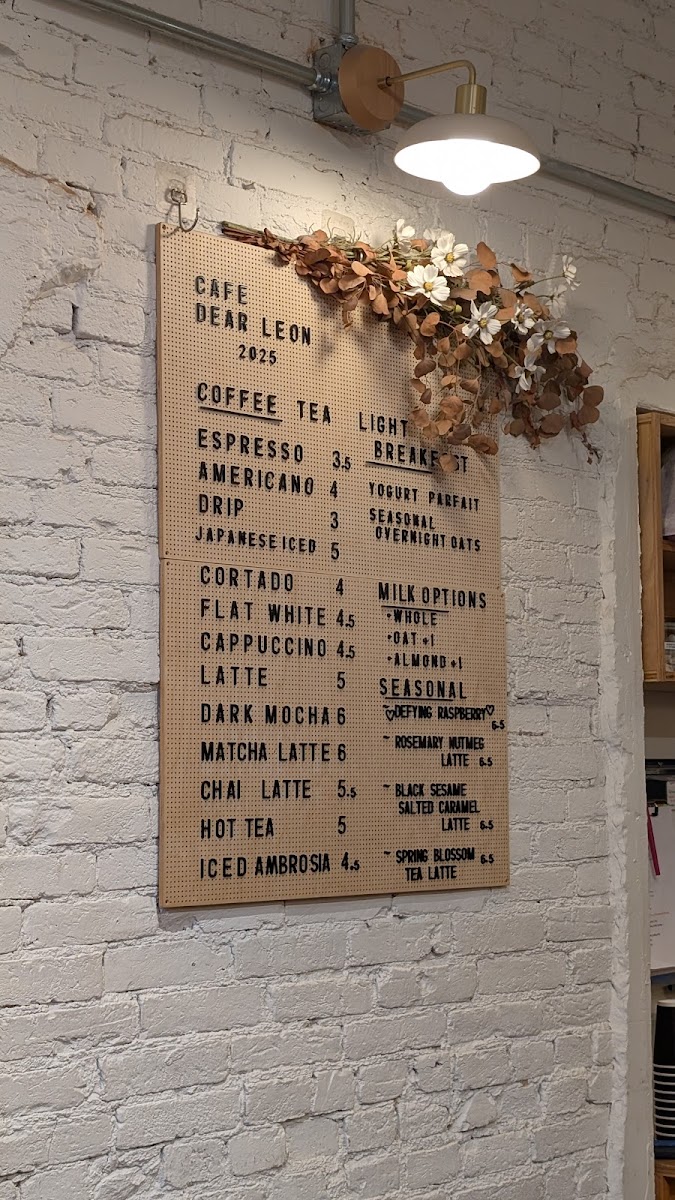 CAFE
DEAR LEON
2025
COFFEE TEA
ESPRESSO 3.5
AMERICANO 4
DRIP 3
JAPANESE ICED 5
CORTADO 4
FLAT WHITE 4.5
CAPPUCCINO 4.5
LATTE 5
DARK MOCHA 6
MATCHA LATTE 6
CHAI LATTE 5.5
HOT TEA 5
ICED AMBROSIA 4.5
LIGHT
BREAKFAST
YOGURT PARFAIT
SEASONAL
OVERNIGHT OATS
MILK OPTIONS
•WHOLE
•OAT +1
•ALMOND +1
SEASONAL
~♡DEFYING RASPBERRY♡
6.5
~ ROSEMARY NUTMEG
LATTE 6.5
~ BLACK SESAME
SALTED CARAMEL
LATTE 6.5
~ SPRING BLOSSOM 6.5
TEA LATTE